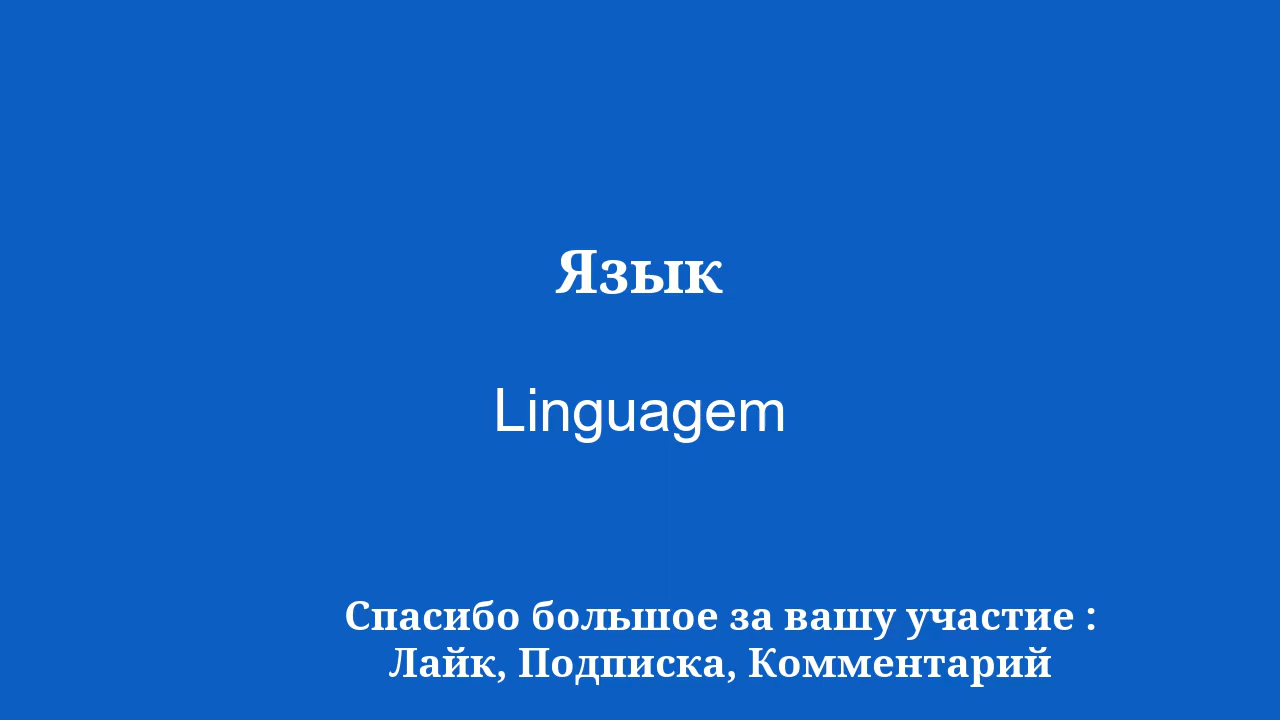 Язык
Linguagem
Спасибо большое за вашу участие :
Лайк, Подписка, Комментарий